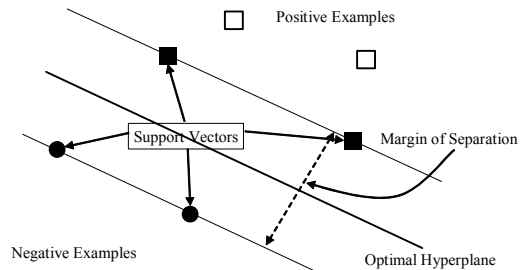 Positive Examples
Support Vectors
Margin of Separation
Negative Examples
Optimal Hyperplane